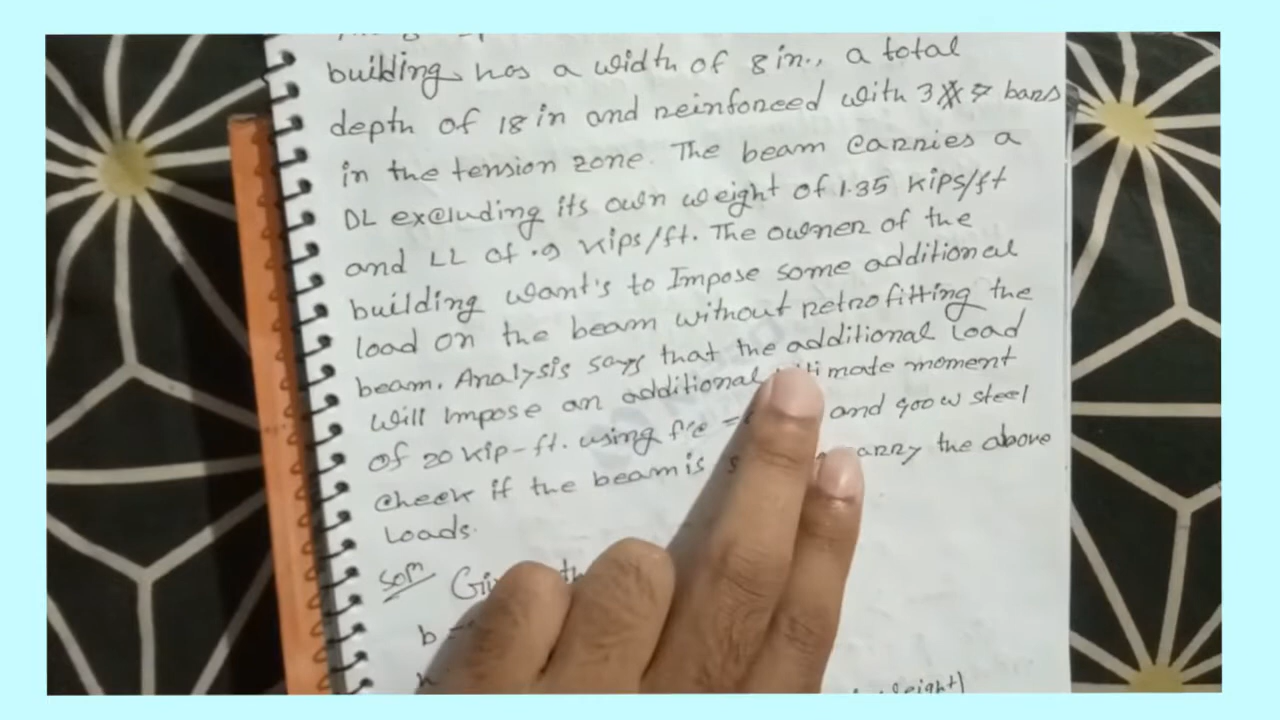 building has a width of 8 in., a total
depth of 18 in and reinforced with 3 # 7 bars
in the tension zone. The beam carries a
DL excluding its own weight of 1.35 kips/ft
and LL of .9 kips/ft. The owner of the
building want's to Impose some additional
load on the beam without retrofitting the
beam. Analysis says that the additional load
will Impose an additional moment
of 20 kip-ft. using f'c = and 400 w steel
check if the beam is carry the above
Loads.
Soln
b =
h
weight)